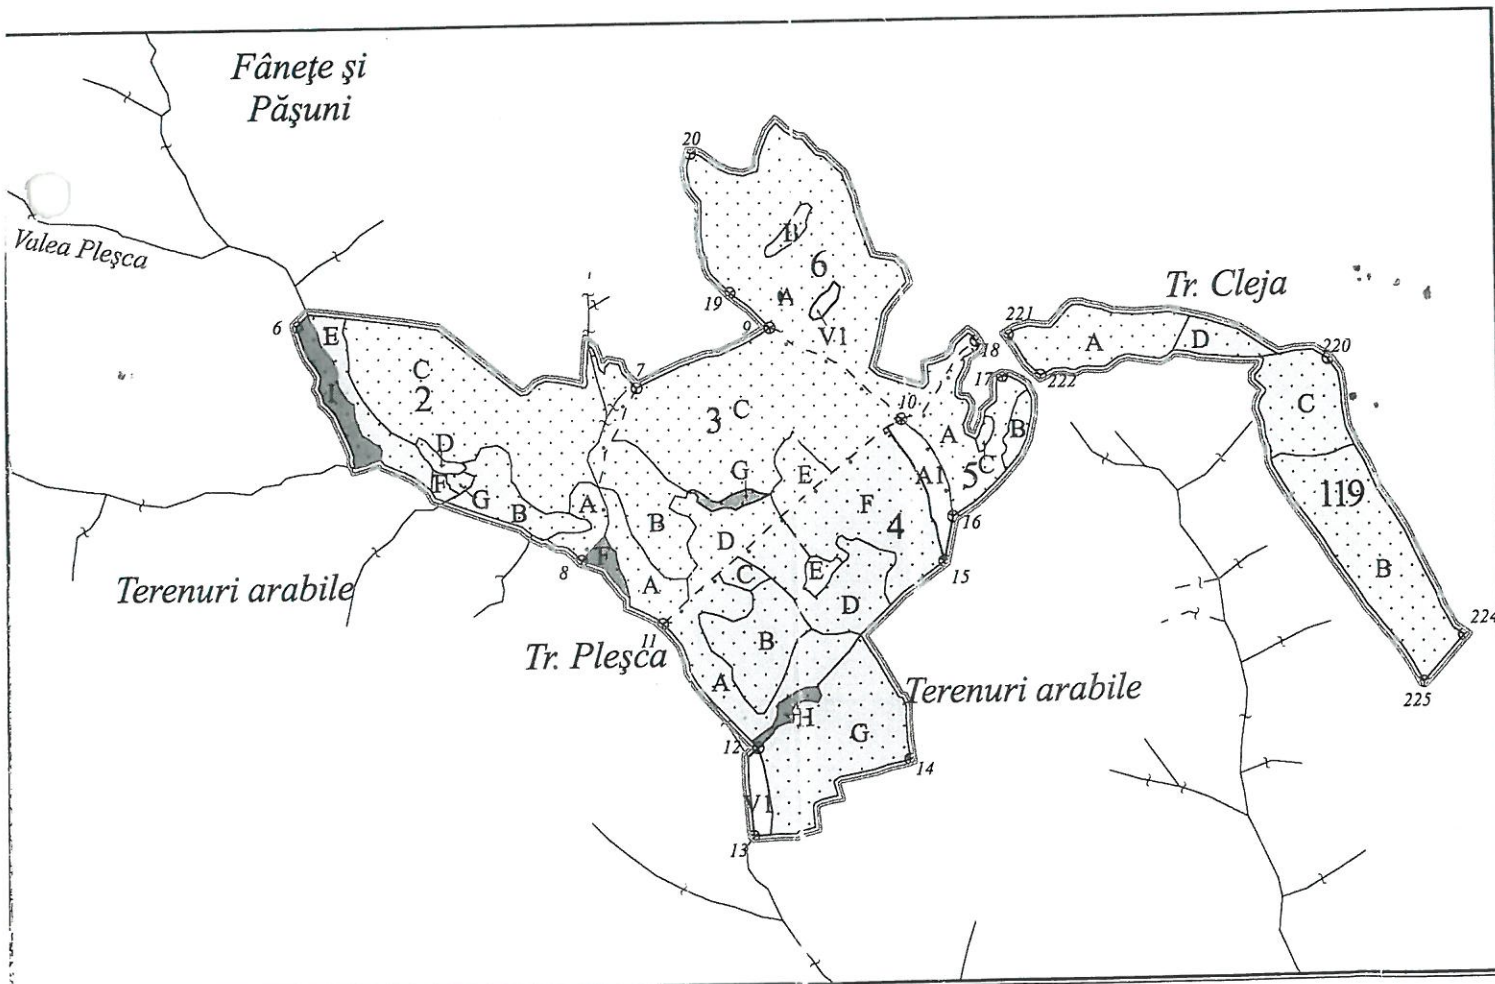 Fânețe și
Pășuni
20
Valea Pleșca
B
6
19
A
V1
Tr. Cleja
6
E
9
221
A
D
220
18
7
C
2
I
222
17
3
C
10
A
B
C
C
D
E
G
A1
5
F
G
B
A
B
F
4
119
16
D
8
F
C
E
15
B
Terenuri arabile
A
D
11
B
224
Tr. Pleșca
A
Terenuri arabile
225
H
G
12
14
V1
13